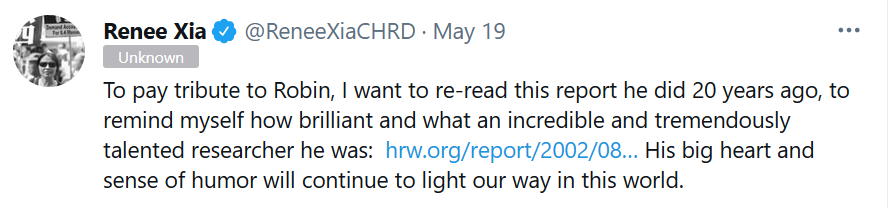 Renee Xia @ReneeXiaCHRD · May 19
Unknown
To pay tribute to Robin, I want to re-read this report he did 20 years ago, to
remind myself how brilliant and what an incredible and tremendously
talented researcher he was: hrw.org/report/2002/08... His big heart and
sense of humor will continue to light our way in this world.